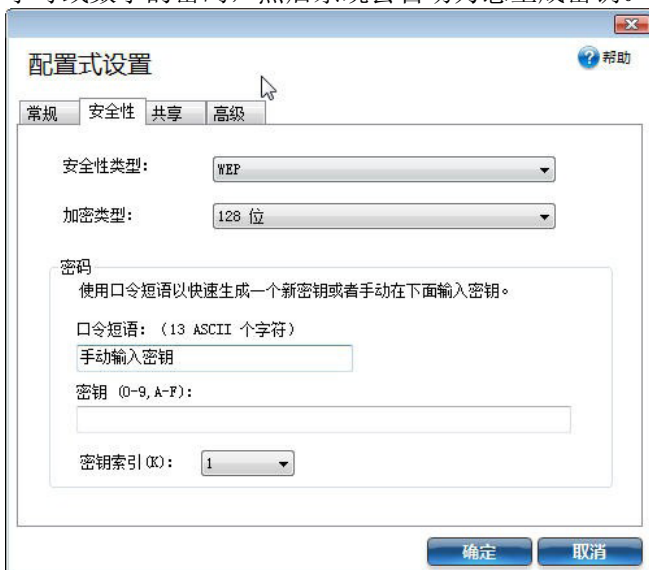 配置式设置
帮助
常规 安全性 共享 高级
安全性类型: WEP
加密类型: 128 位
密码
使用口令短语以快速生成一个新密钥或者手动在下面输入密钥。
口令短语: (13 ASCII 个字符)
手动输入密钥
密钥 (0-9,A-F):
密钥索引(K): 1
确定 取消